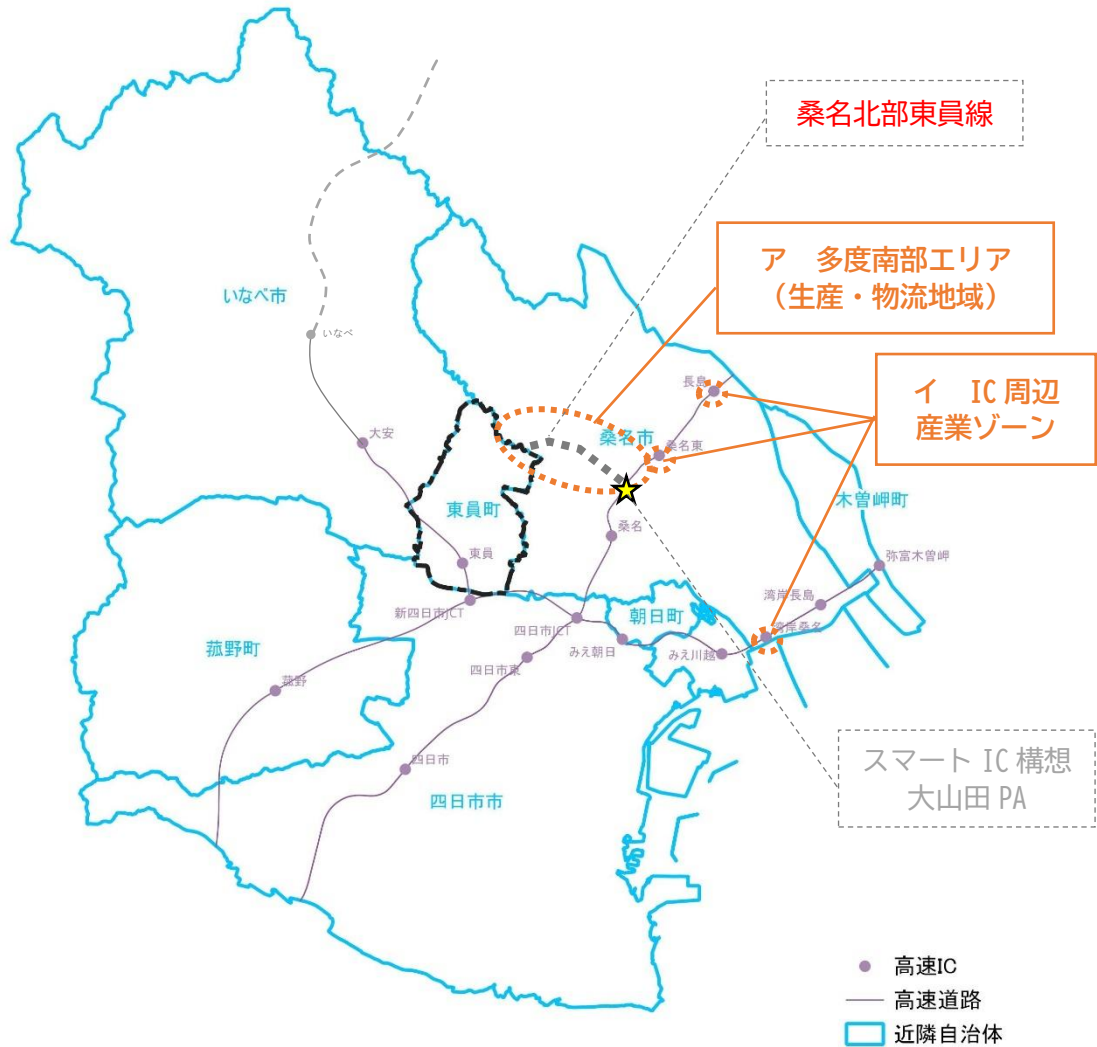 桑名北部東員線
ア 多度南部エリア
（生産・物流地域）
いなべ市
いなべ
イ IC周辺
産業ゾーン
長島
桑名市
桑名東
大安
木曽岬町
東員町
桑名
東員
弥富木曽岬
湾岸長島
新四日市JCT
四日市JCT
朝日町
湾岸桑名
みえ朝日
みえ川越
菰野町
四日市東
菰野
スマート IC 構想
大山田 PA
四日市
四日市市
高速IC
高速道路
近隣自治体